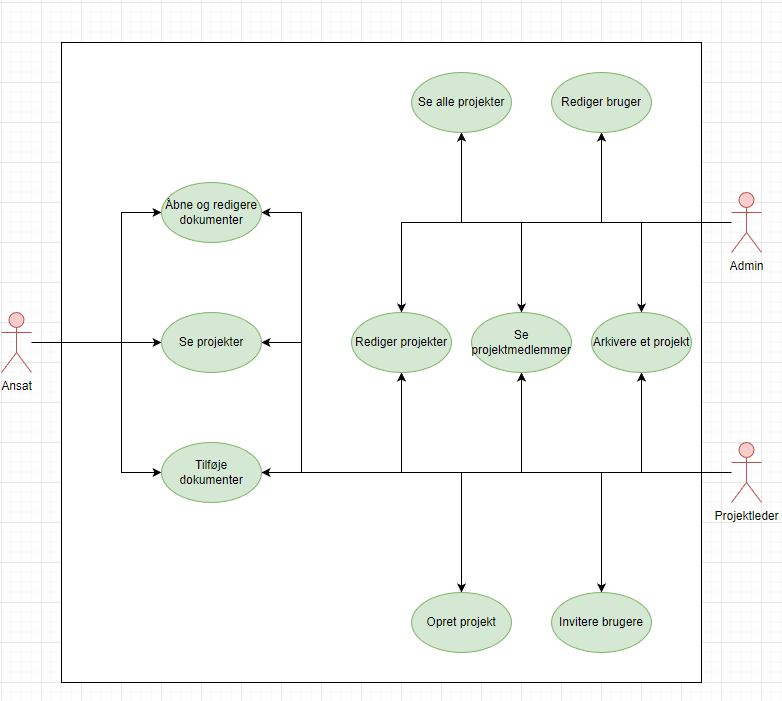 Se alle projekter
Rediger bruger
Åbne og redigere
dokumenter
Admin
Se projekter
Rediger projekter
Se
projektmedlemmer
Arkivere et projekt
Ansat
Tilføje
dokumenter
Projektleder
Opret projekt
Invitere brugere